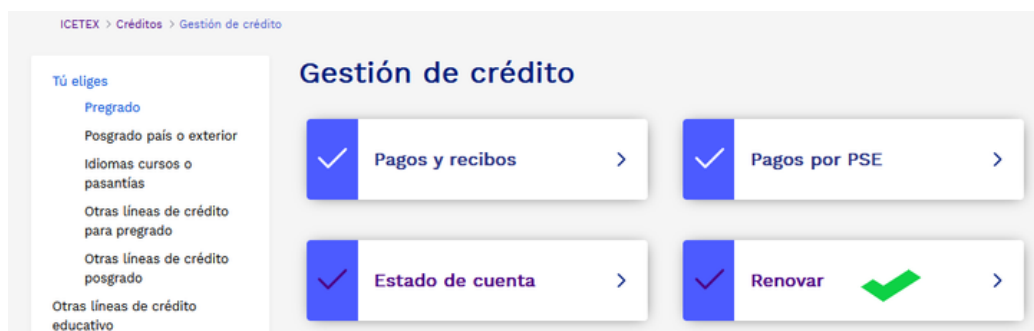 ICETEX > Créditos > Gestión de crédito
Tú eliges
Pregrado
Posgrado país o exterior
Idiomas cursos o
pasantías
Otras líneas de crédito
para pregrado
Otras líneas de crédito
posgrado
Otras líneas de crédito
educativo
Gestión de crédito
Pagos y recibos
Pagos por PSE
Estado de cuenta
Renovar